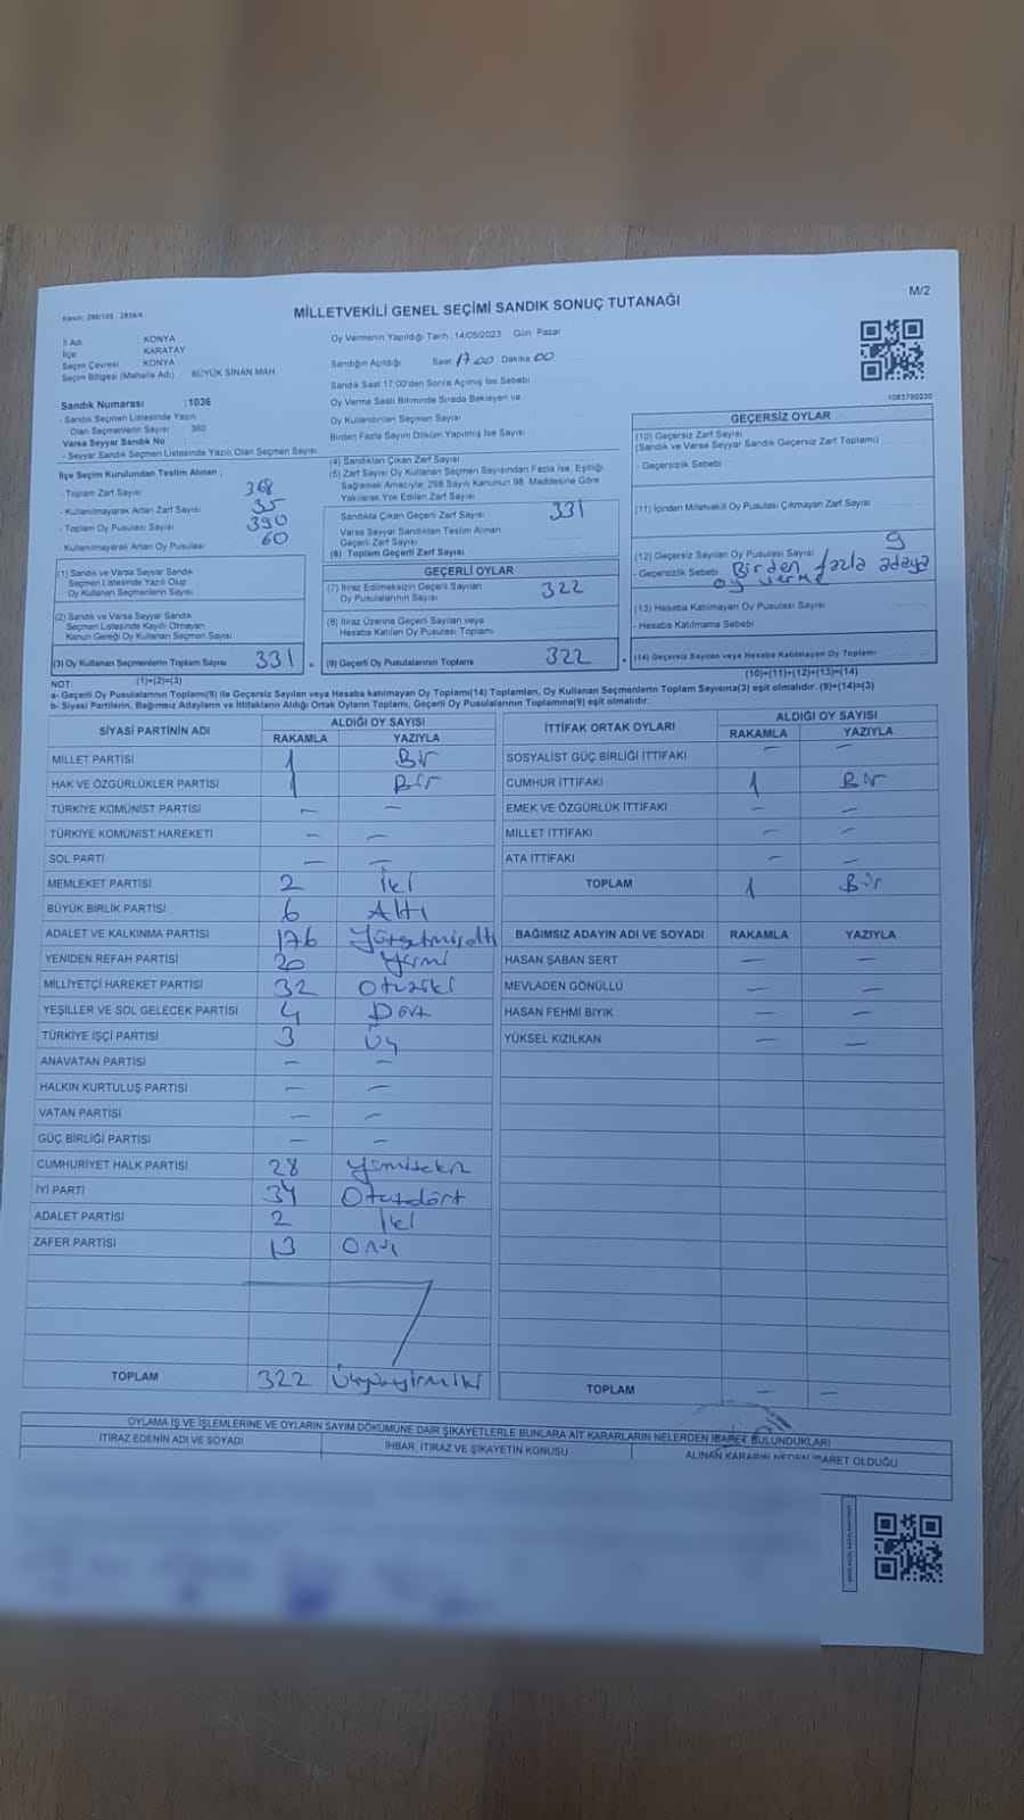 M/2
MİLLETVEKİLİ GENEL SEÇİMİ SANDIK SONUÇ TUTANAĞI
İl Adı KONYA
İlçe KARATAY
Seçim Çevresi KONYA
Seçim Bölgesi (Mahalle Adı) BÜYÜK SİNAN MAH.
Sandık Numarası :1036
- Sandık Seçmen Listesinde Yazılı
Olan Seçmenlerin Sayısı 360
Varsa Seyyar Sandık No
- Seyyar Sandık Seçmen Listesinde Yazılı Olan Seçmen Sayısı
Oy Vermenin Yapıldığı Tarih: 14/05/2023 Gün: Pazar
Sandığın Açıldığı Saat 17.00 Dakika 00
Sandık Saat 17:00'den Sonra Açılmış İse Sebebi
Oy Verme Saati Bitiminde Sırada Bekleyen ve
Oy Kullandırılan Seçmen Sayısı
Birden Fazla Sayım Döküm Yapılmış İse Sayısı
İlçe Seçim Kurulundan Teslim Alınan ;
- Toplam Zarf Sayısı 368
- Kullanılmayarak Artan Zarf Sayısı 35
- Toplam Oy Pusulası Sayısı 390
- Kullanılmayarak Artan Oy Pusulası 60
(1) Sandık ve Varsa Seyyar Sandık
Seçmen Listesinde Yazılı Olup
Oy Kullanan Seçmenlerin Sayısı
(2) Sandık ve Varsa Seyyar Sandık
Seçmen Listesinde Kaydı Olmayan
Kanun Gereği Oy Kullanan Seçmen Sayısı
(3) Oy Kullanan Seçmenlerin Toplam Sayısı 331
(1)+(2)=(3)
(4) Sandıktan Çıkan Zarf Sayısı
(5) Zarf Sayısı Oy Kullanan Seçmen Sayısından Fazla İse, Eşitliği
Sağlamak Amacıyla; 298 Sayılı Kanunun 98. Maddesine Göre
Yakılarak Yok Edilen Zarf Sayısı
Sandıkta Çıkan Geçerli Zarf Sayısı 331
Varsa Seyyar Sandıktan Teslim Alınan
Geçerli Zarf Sayısı
(6) Toplam Geçerli Zarf Sayısı
GEÇERLİ OYLAR
(7) İtiraz Edilmeksizin Geçerli Sayılan
Oy Pusulalarının Sayısı 322
(8) İtiraz Üzerine Geçerli Sayılan veya
Hesaba Katılan Oy Pusulası Toplamı
(9) Geçerli Oy Pusulalarının Toplamı 322
1083790230
GEÇERSİZ OYLAR
(10) Geçersiz Zarf Sayısı
(Sandık ve Varsa Seyyar Sandık Geçersiz Zarf Toplamı)
- Geçersizlik Sebebi
(11) İçinden Milletvekili Oy Pusulası Çıkmayan Zarf Sayısı
(12) Geçersiz Sayılan Oy Pusulası Sayısı 9
- Geçersizlik Sebebi Birden fazla adaya
oy verme
(13) Hesaba Katılmayan Oy Pusulası Sayısı
- Hesaba Katılmama Sebebi
(14) Geçersiz Sayılan veya Hesaba Katılmayan Oy Toplamı
(10)+(11)+(12)+(13)=(14)
NOT:
a- Geçerli Oy Pusulalarının Toplamı(9) ile Geçersiz Sayılan veya Hesaba katılmayan Oy Toplamı(14) Toplamları, Oy Kullanan Seçmenlerin Toplam Sayısına(3) eşit olmalıdır. (9)+(14)=(3)
b- Siyasi Partilerin, Bağımsız Adayların ve İttifakların Aldığı Ortak Oyların Toplamı, Geçerli Oy Pusulalarının Toplamına(9) eşit olmalıdır.
SİYASİ PARTİNİN ADI ALDIĞI OY SAYISI
RAKAMLA YAZIYLA
MİLLET PARTİSİ 1 Bir
HAK VE ÖZGÜRLÜKLER PARTİSİ 1 Bir
TÜRKİYE KOMÜNİST PARTİSİ — —
TÜRKİYE KOMÜNİST HAREKETİ — —
SOL PARTİ — —
MEMLEKET PARTİSİ 2 İki
BÜYÜK BİRLİK PARTİSİ 6 Altı
ADALET VE KALKINMA PARTİSİ 176 Yüzyetmişaltı
YENİDEN REFAH PARTİSİ 20 Yirmi
MİLLİYETÇİ HAREKET PARTİSİ 32 Otuziki
YEŞİLLER VE SOL GELECEK PARTİSİ 4 Dört
TÜRKİYE İŞÇİ PARTİSİ 3 Üç
ANAVATAN PARTİSİ — —
HALKIN KURTULUŞ PARTİSİ — —
VATAN PARTİSİ — —
GÜÇ BİRLİĞİ PARTİSİ — —
CUMHURİYET HALK PARTİSİ 28 Yirmisekiz
İYİ PARTİ 34 Otuzdört
ADALET PARTİSİ 2 İki
ZAFER PARTİSİ 13
TOPLAM 322 Üçyüzyirmiiki
İTTİFAK ORTAK OYLARI ALDIĞI OY SAYISI
RAKAMLA YAZIYLA
SOSYALİST GÜÇ BİRLİĞİ İTTİFAKI — —
CUMHUR İTTİFAKI 1 Bir
EMEK VE ÖZGÜRLÜK İTTİFAKI — —
MİLLET İTTİFAKI — —
ATA İTTİFAKI — —
TOPLAM 1 Bir
BAĞIMSIZ ADAYIN ADI VE SOYADI RAKAMLA YAZIYLA
HASAN ŞABAN SERT — —
MEVLADEN GÖNÜLLÜ — —
HASAN FEHMİ BIYIK — —
YÜKSEL KIZILKAN — —
TOPLAM — —
OYLAMA İŞ VE İŞLEMLERİNE VE OYLARIN SAYIM DÖKÜMÜNE DAİR ŞİKAYETLERLE BUNLARA AİT KARARLARIN NELERDEN İBARET BULUNDUKLARI
İTİRAZ EDENİN ADI VE SOYADI
İHBAR, İTİRAZ VE ŞİKAYETİN KONUSU
ALINAN KARARIN NEDEN İBARET OLDUĞU